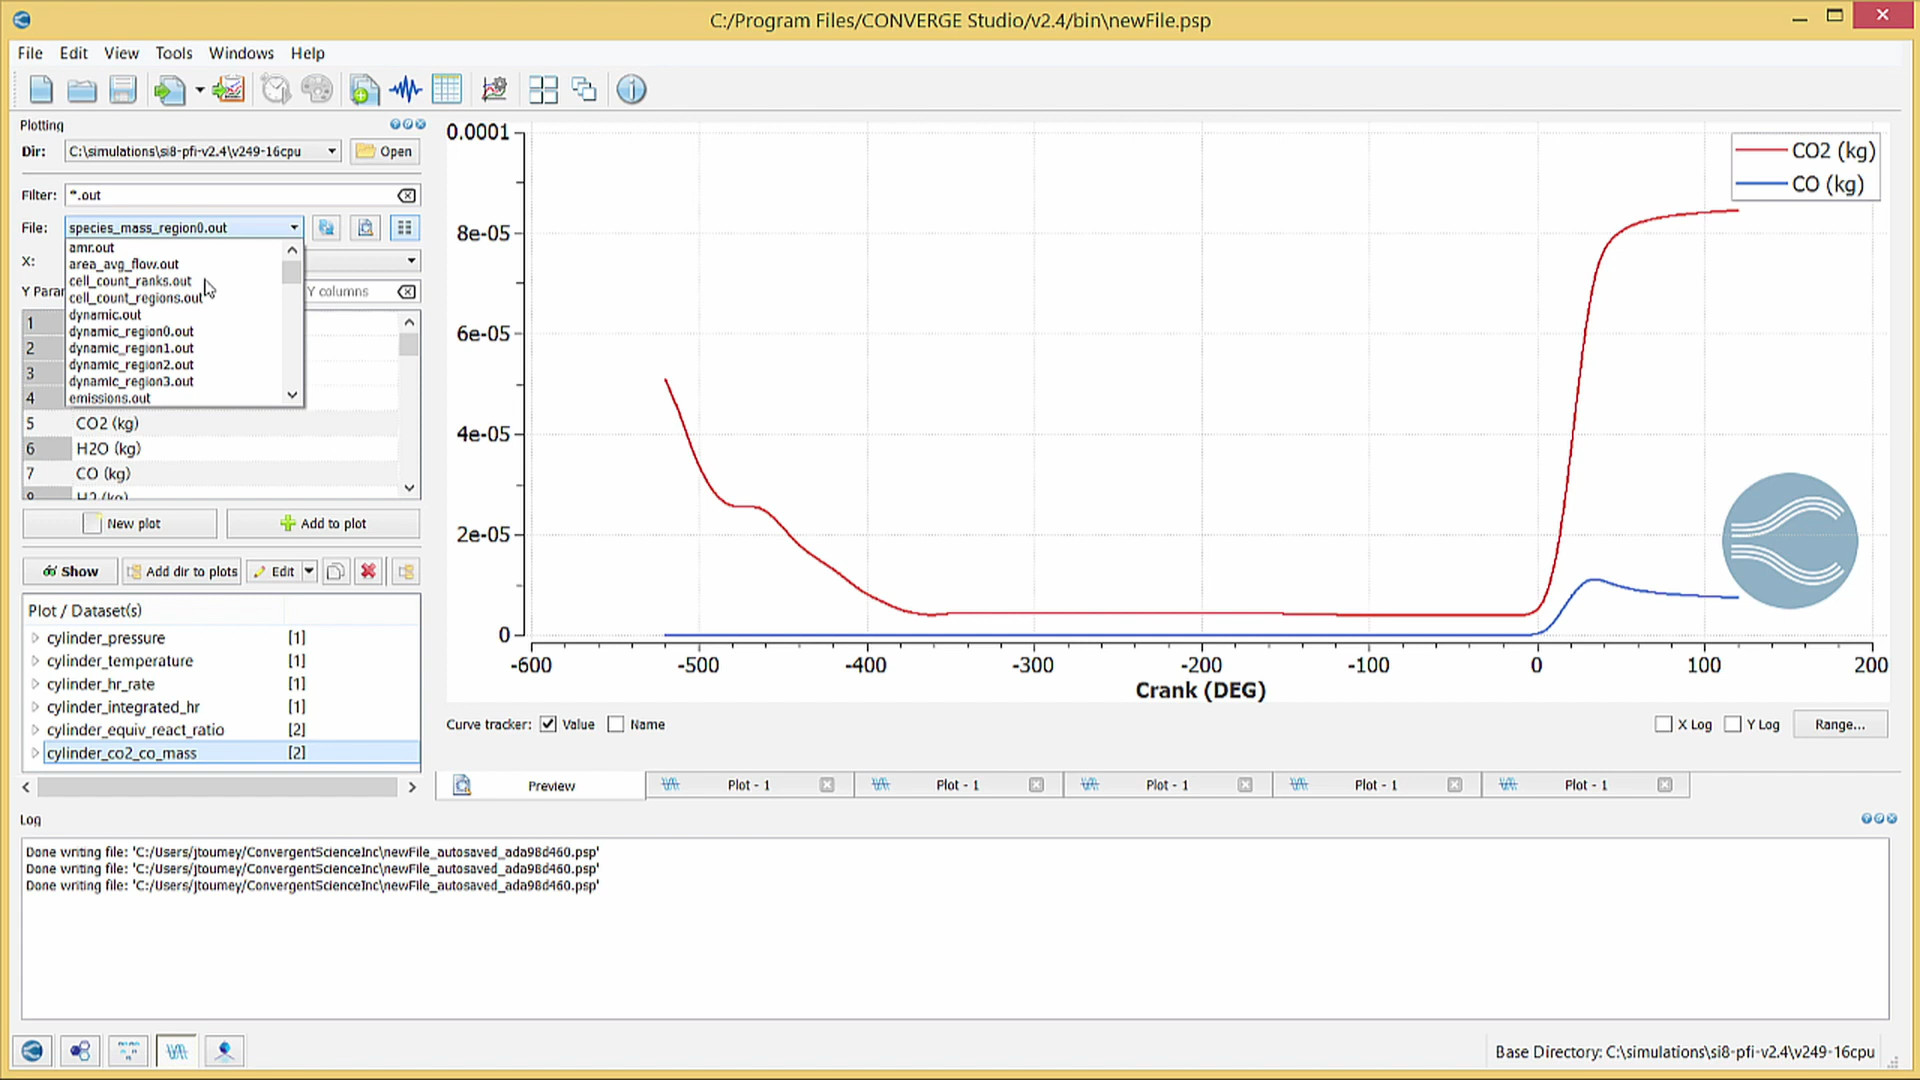 C:/Program Files/CONVERGE Studio/v2.4/bin\newFile.psp
File Edit View Tools Windows Help
Plotting
Dir: C:\simulations\si8-pfi-v2.4\v249-16cpu Open
Filter: *.out
File: species_mass_region0.out
amr.out
area_avg_flow.out
cell_count_ranks.out
cell_count_regions.out
dynamic.out
dynamic_region0.out
dynamic_region1.out
dynamic_region2.out
dynamic_region3.out
emissions.out
X:
Y Para Y columns
1
2
3
4
5 CO2 (kg)
6 H2O (kg)
7 CO (kg)
8 H2 (kg)
New plot Add to plot
Show Add dir to plots Edit
Plot / Dataset(s)
cylinder_pressure [1]
cylinder_temperature [1]
cylinder_hr_rate [1]
cylinder_integrated_hr [1]
cylinder_equiv_react_ratio [2]
cylinder_co2_co_mass [2]
0.0001
8e-05
6e-05
4e-05
2e-05
0
-600 -500 -400 -300 -200 -100 0 100 200
Crank (DEG)
CO2 (kg)
CO (kg)
Curve tracker: Value Name X Log Y Log Range...
Preview Plot - 1 Plot - 1 Plot - 1 Plot - 1 Plot - 1
Log
Done writing file: 'C:/Users/jtoumey/ConvergentScienceInc\newFile_autosaved_ada98d460.psp'
Done writing file: 'C:/Users/jtoumey/ConvergentScienceInc\newFile_autosaved_ada98d460.psp'
Done writing file: 'C:/Users/jtoumey/ConvergentScienceInc\newFile_autosaved_ada98d460.psp'
Base Directory: C:\simulations\si8-pfi-v2.4\v249-16cpu